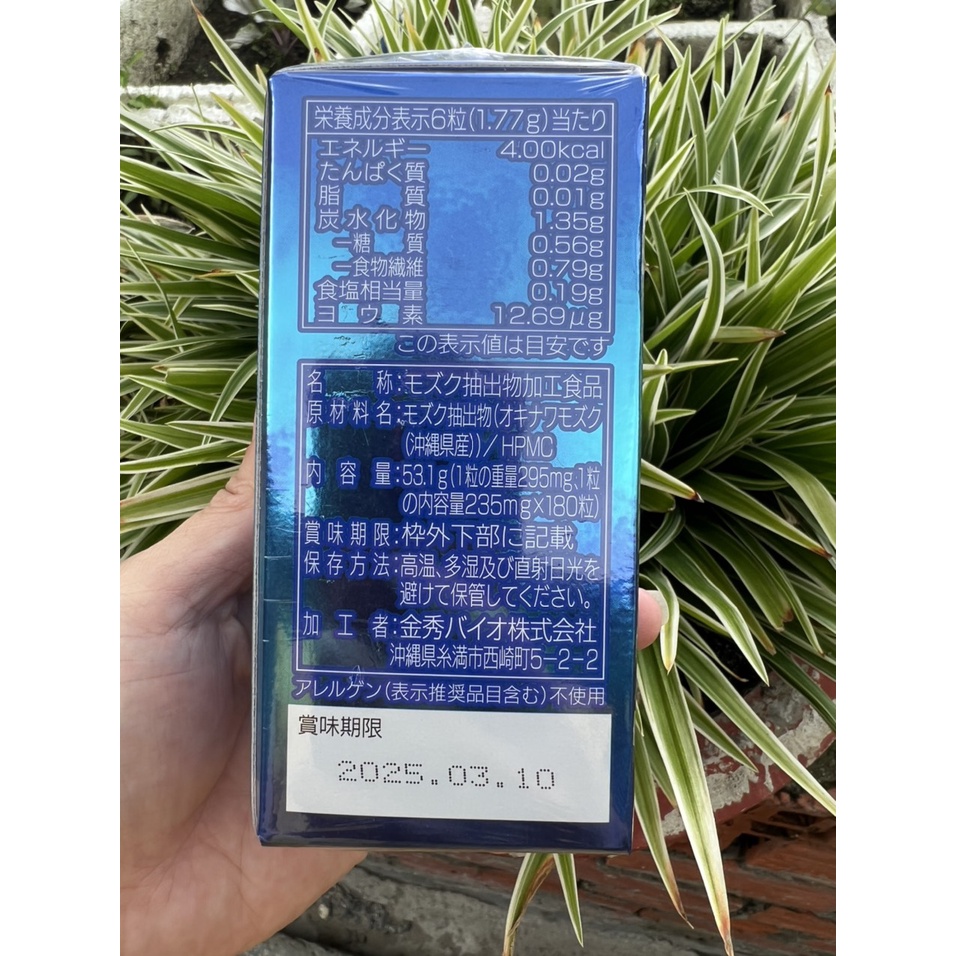 栄養成分表示6粒(1.77g)当たり
エネルギー 4.00kcal
たんぱく質 0.02g
脂質 0.01g
炭水化物 1.35g
－糖質 0.56g
－食物繊維 0.79g
食塩相当量 0.19g
ヨウ素 12.69μg
この表示値は目安です
名称:モズク抽出物加工食品
原材料名:モズク抽出物(オキナワモズク
(沖縄県産))/HPMC
内容量:53.1g(1粒の重量295mg、1粒
の内容量235mg×180粒)
賞味期限:枠外下部に記載
保存方法:高温、多湿及び直射日光を
避けて保管してください。
加工者:金秀バイオ株式会社
沖縄県糸満市西崎町5-2-2
アレルゲン(表示推奨品目含む)不使用
賞味期限
2025.03.10